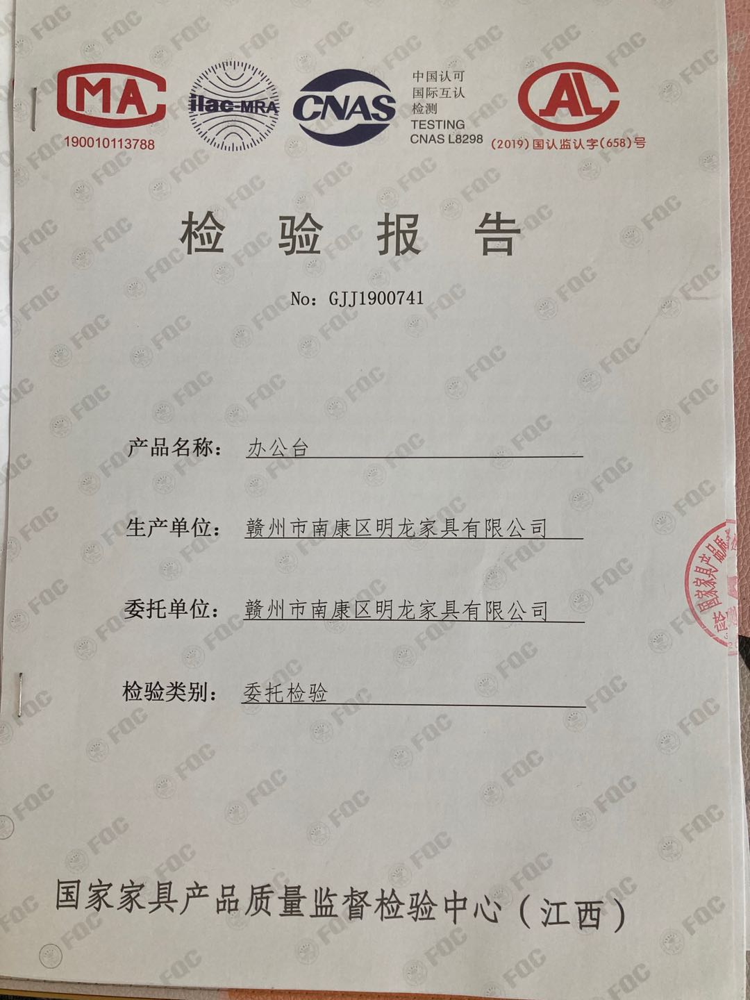 CMA
ilac-MRA
CNAS
中国认可
国际互认
检测
TESTING
CNAS L8298
CAL
190010113788
(2019)国认监认字(658)号
检验报告
No：GJJ1900741
产品名称：办公台
生产单位：赣州市南康区明龙家具有限公司
委托单位：赣州市南康区明龙家具有限公司
检验类别：委托检验
国家家具产品质
国家家具产品质量监督检验中心（江西）
FQC